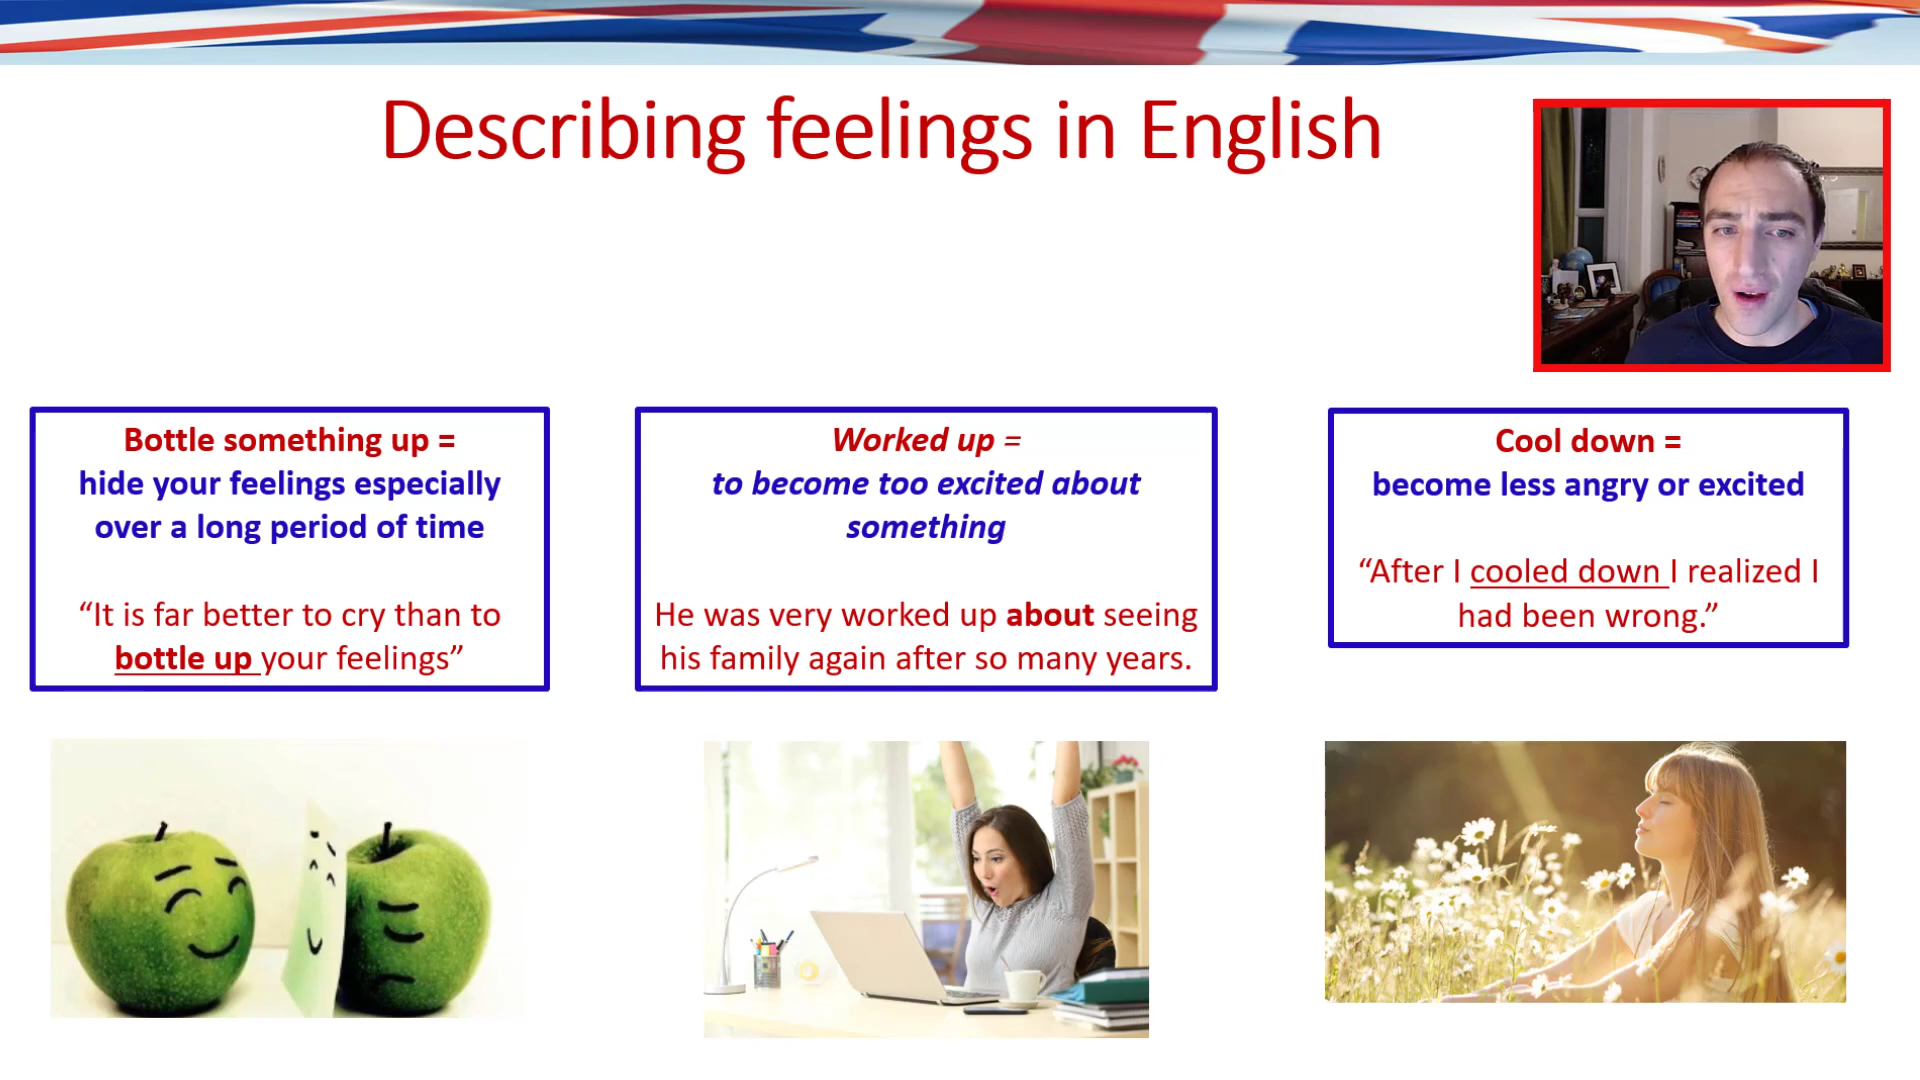 Describing feelings in English
Bottle something up =
hide your feelings especially
over a long period of time
“It is far better to cry than to
bottle up your feelings”
Worked up =
to become too excited about
something
He was very worked up about seeing
his family again after so many years.
Cool down =
become less angry or excited
“After I cooled down I realized I
had been wrong.”